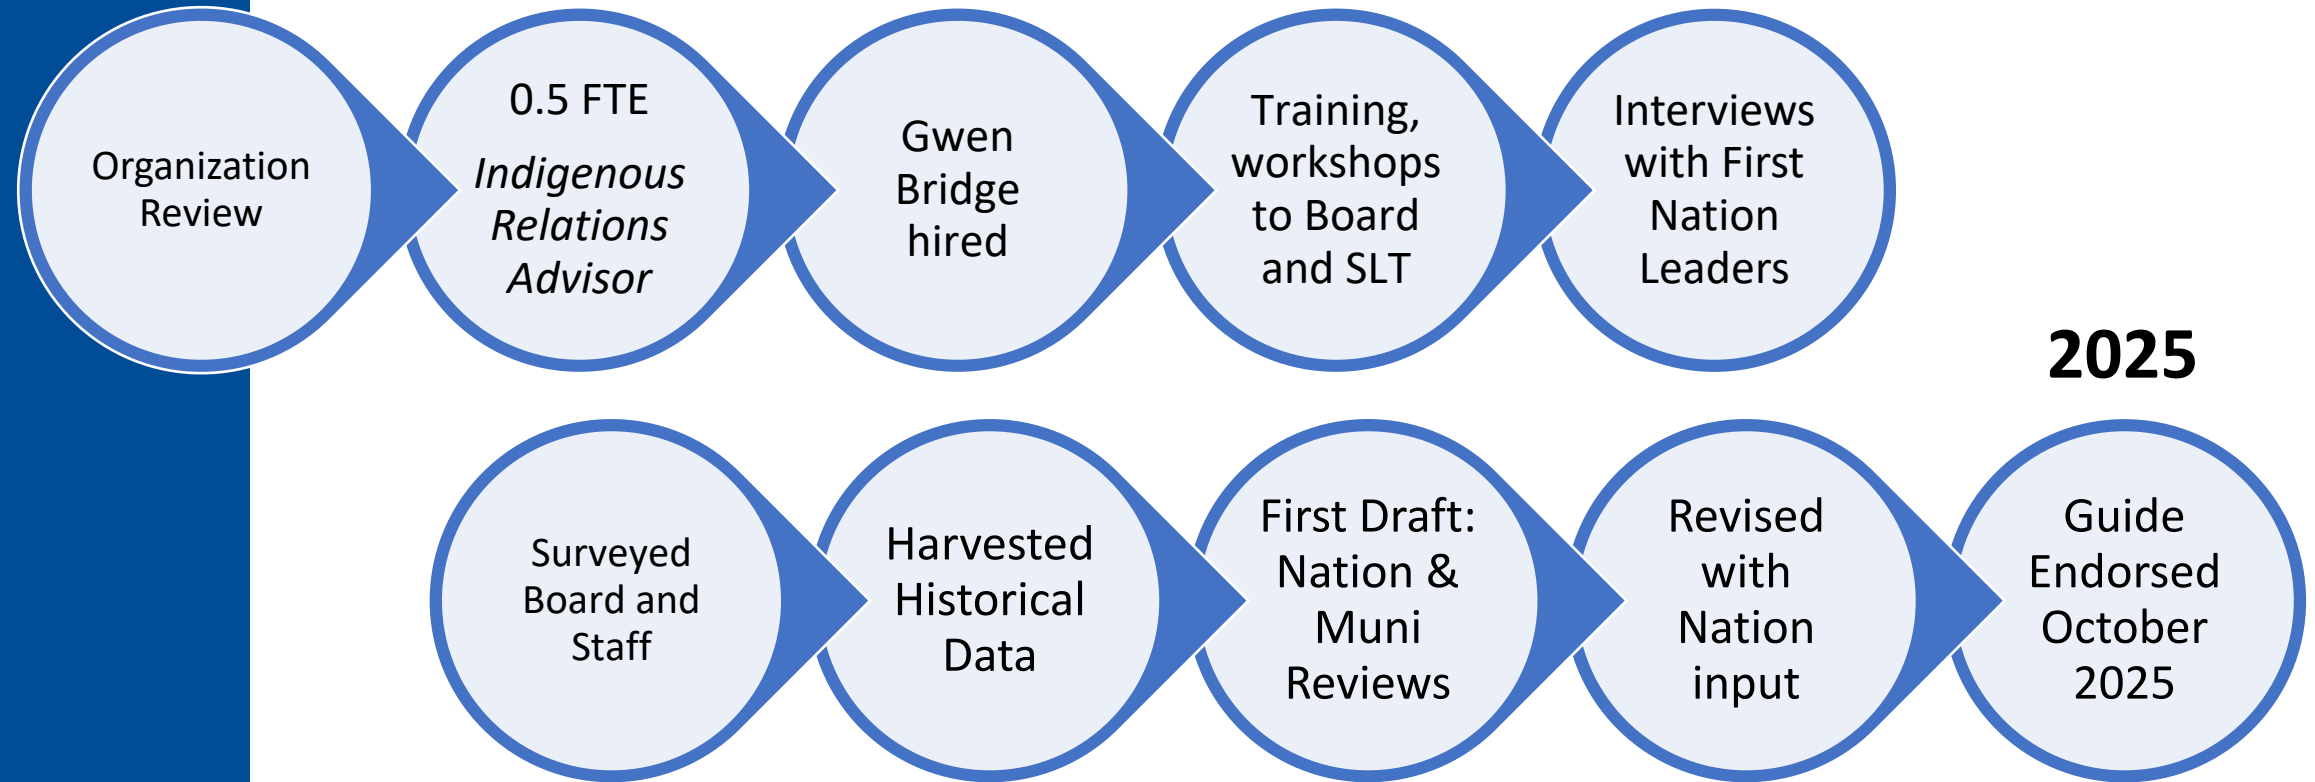 Organization
Review
0.5 FTE
Indigenous
Relations
Advisor
Gwen
Bridge
hired
Training,
workshops
to Board
and SLT
Interviews
with First
Nation
Leaders
2025
Surveyed
Board and
Staff
Harvested
Historical
Data
First Draft:
Nation &
Muni
Reviews
Revised
with
Nation
input
Guide
Endorsed
October
2025